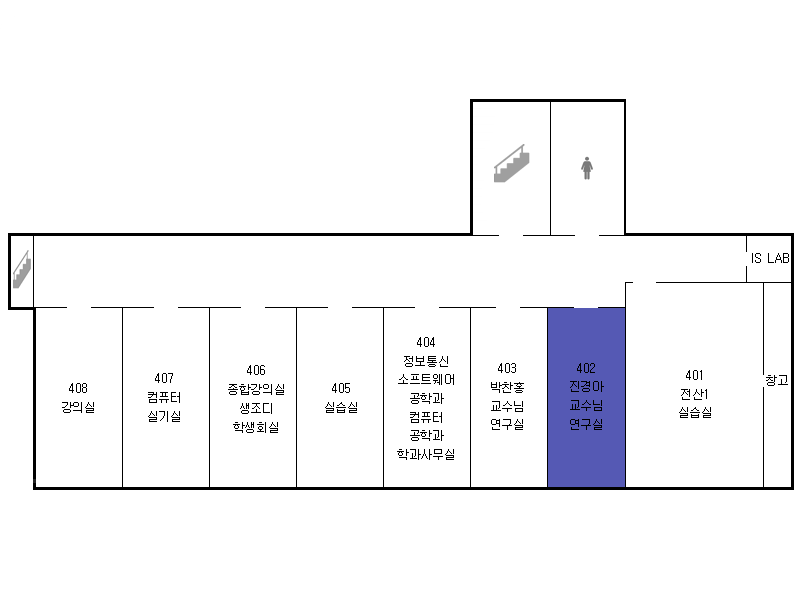 IS LAB
408
강의실
407
컴퓨터
실기실
406
종합강의실
생조디
학생회실
405
실습실
404
정보통신
소프트웨어
공학과
컴퓨터
공학과
학과사무실
403
박찬홍
교수님
연구실
402
진경아
교수님
연구실
401
전산1
실습실
창고